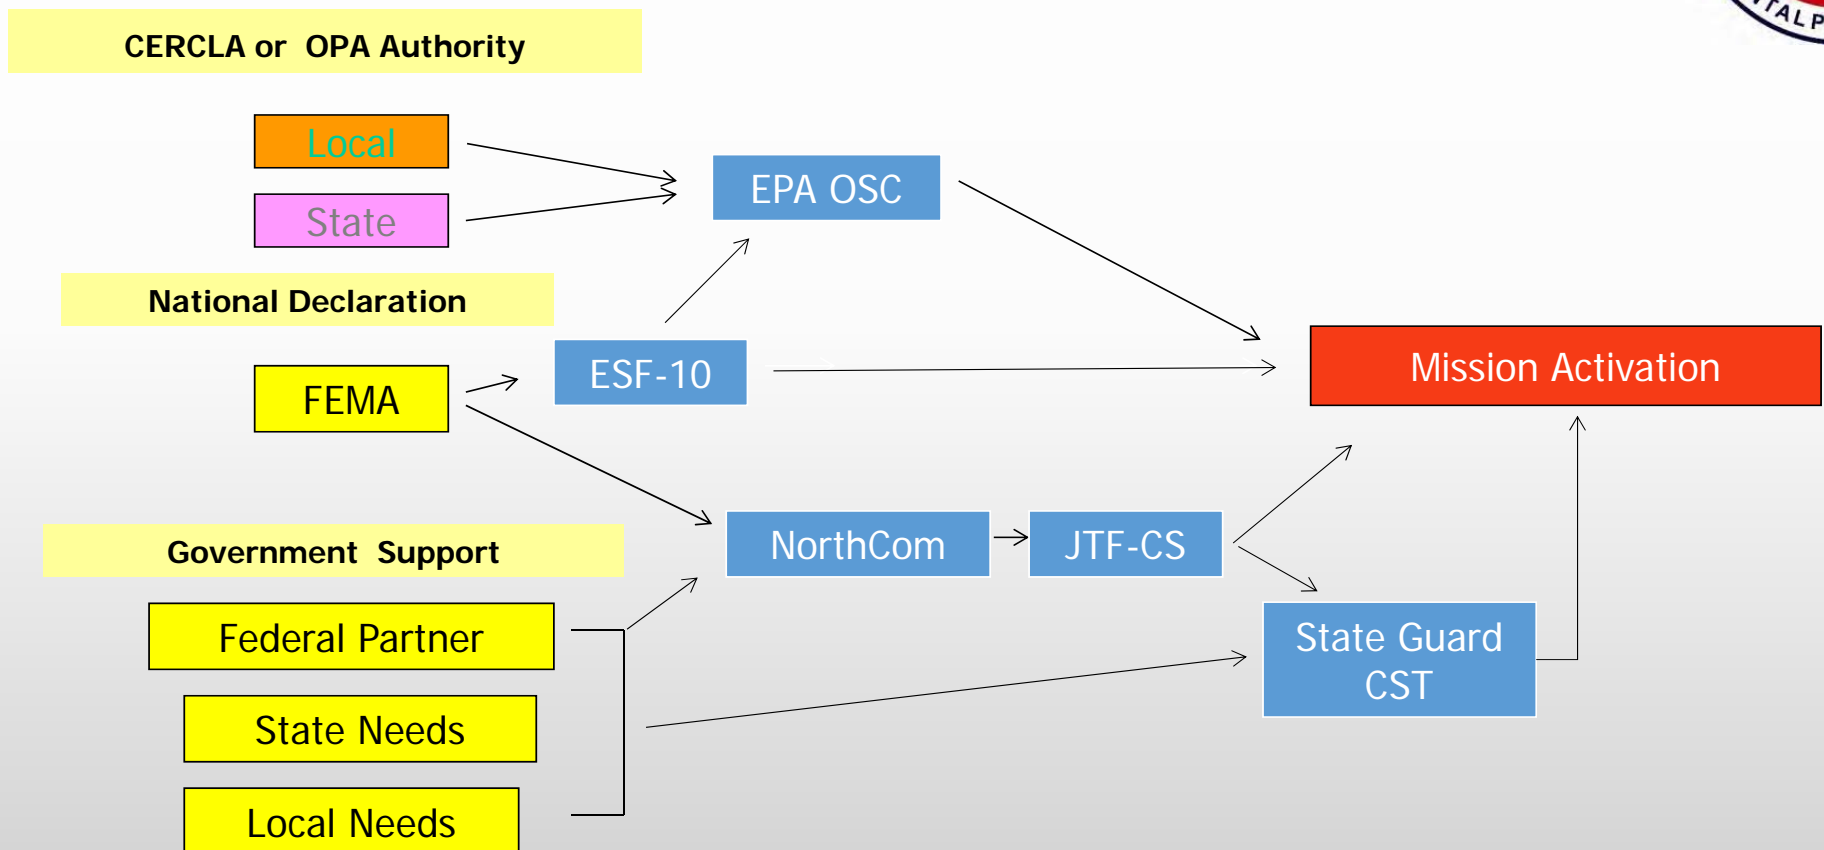 CERCLA or OPA Authority
Local
State
EPA OSC
National Declaration
FEMA
ESF-10
Mission Activation
Government Support
NorthCom
JTF-CS
Federal Partner
State Needs
Local Needs
State Guard
CST